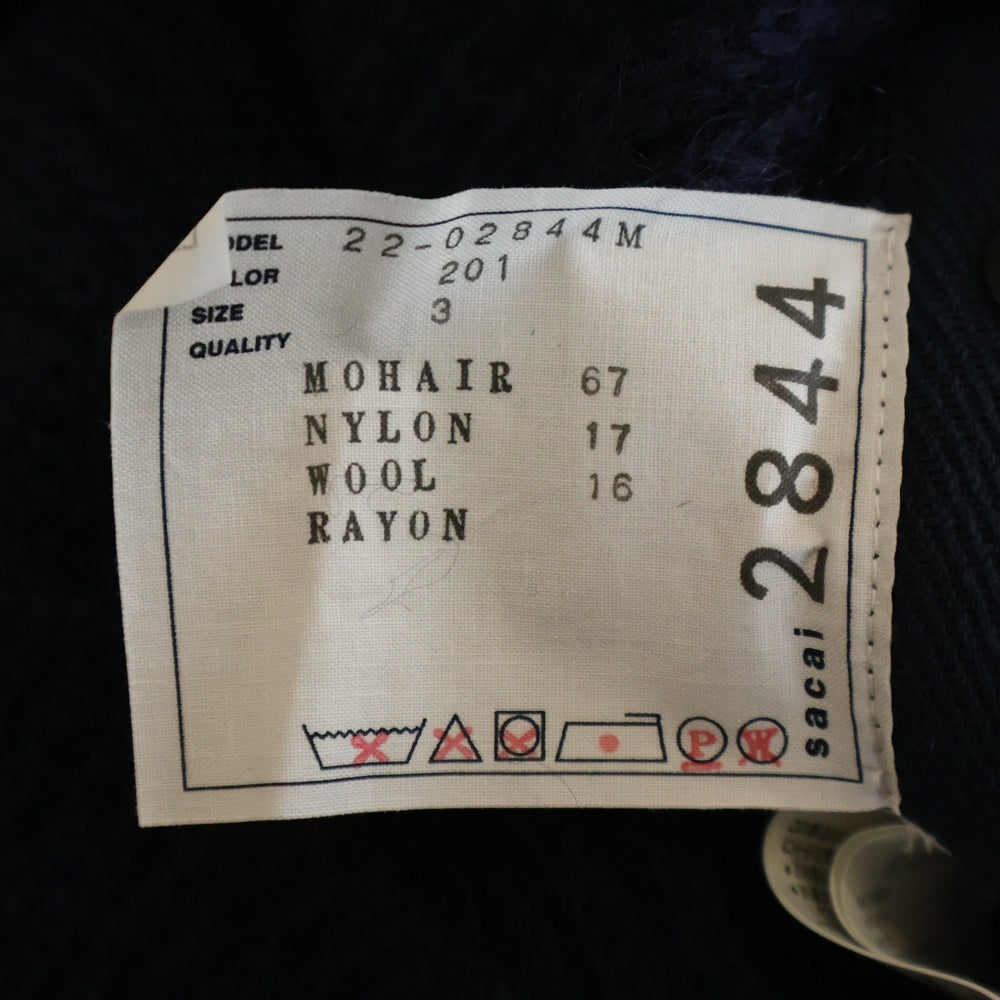 ODEL 22-02844M
LOR 201
SIZE 3
QUALITY
MOHAIR 67
NYLON 17
WOOL 16
RAYON
P W
sacai 2844